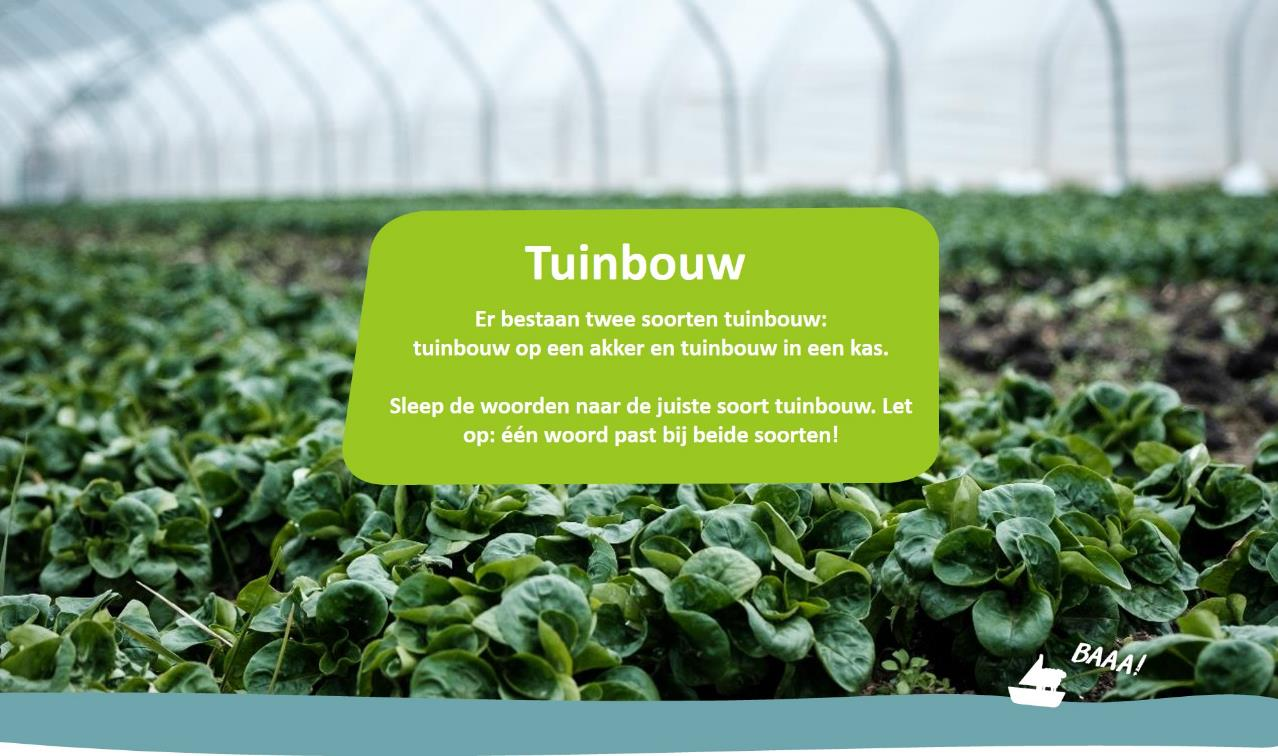 Tuinbouw
Er bestaan twee soorten tuinbouw:
tuinbouw op een akker en tuinbouw in een kas.
Sleep de woorden naar de juiste soort tuinbouw. Let
op: één woord past bij beide soorten!
BAAA!